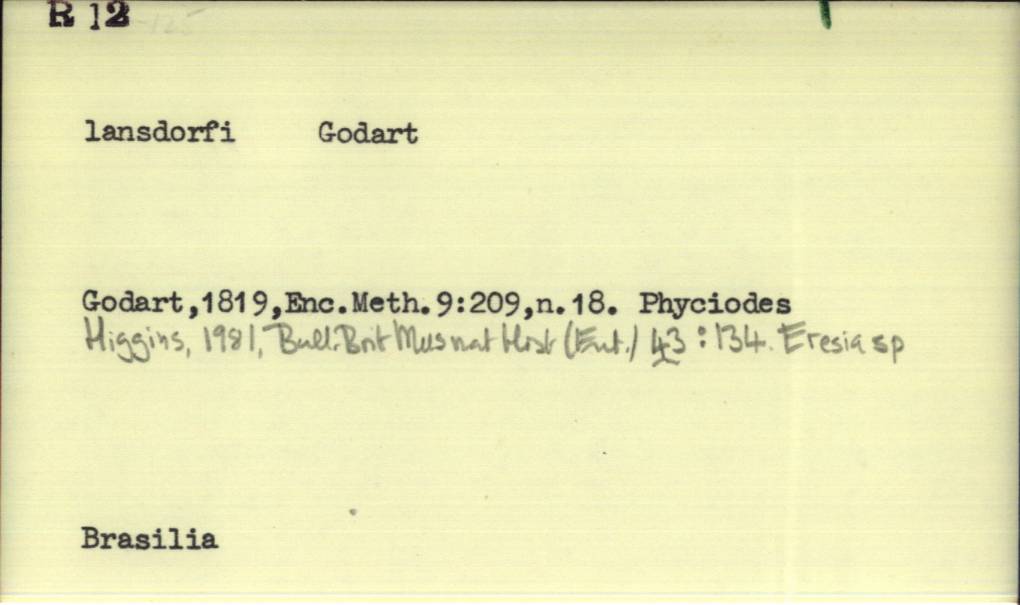 R 12
lansdorfi Godart
Godart,1819,Enc.Meth.9:209,n.18. Phyciodes
Higgins, 1981, Bull. Brit Mus nat Hist (Ent.) 43 : 134. Eresia sp
Brasilia